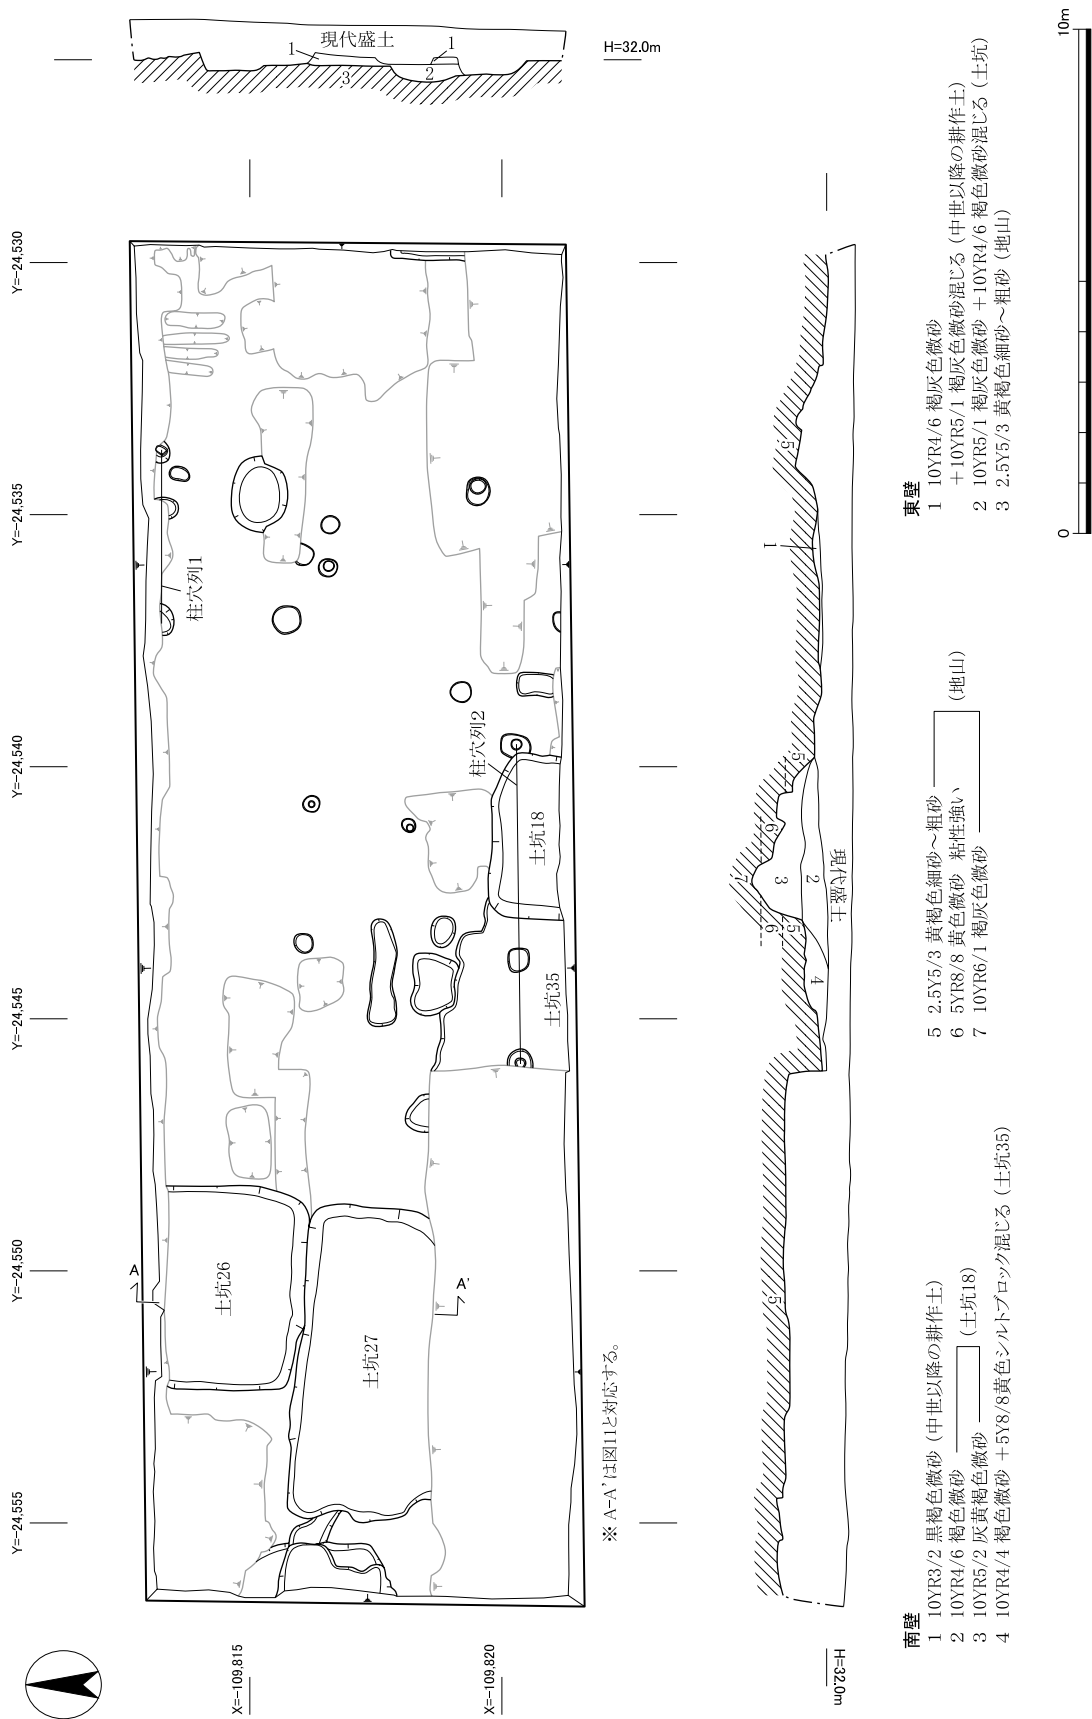 現代盛土
1
1
2
3
H=32.0m
Y=-24,530
Y=-24,535
Y=-24,540
Y=-24,545
Y=-24,550
Y=-24,555
X=-109,815
X=-109,820
柱穴列1
柱穴列2
土坑18
土坑35
土坑26
土坑27
A
A'
※ A-A'は図11と対応する。
5
1
5
6
7
3
2
現代盛土
5
6
4
5
H=32.0m
南壁
1 10YR3/2 黒褐色微砂 (中世以降の耕作土)
2 10YR4/6 褐色微砂
3 10YR5/2 灰黄褐色微砂
(土坑18)
4 10YR4/4 褐色微砂 +5Y8/8黄色シルトブロック混じる (土坑35)
5 2.5Y5/3 黄褐色細砂~粗砂
6 5YR8/8 黄色微砂 粘性強い
7 10YR6/1 褐灰色微砂
(地山)
東壁
1 10YR4/6 褐灰色微砂
+10YR5/1 褐灰色微砂混じる (中世以降の耕作土)
2 10YR5/1 褐灰色微砂 +10YR4/6 褐色微砂混じる (土坑)
3 2.5Y5/3 黄褐色細砂~粗砂 (地山)
0
10m